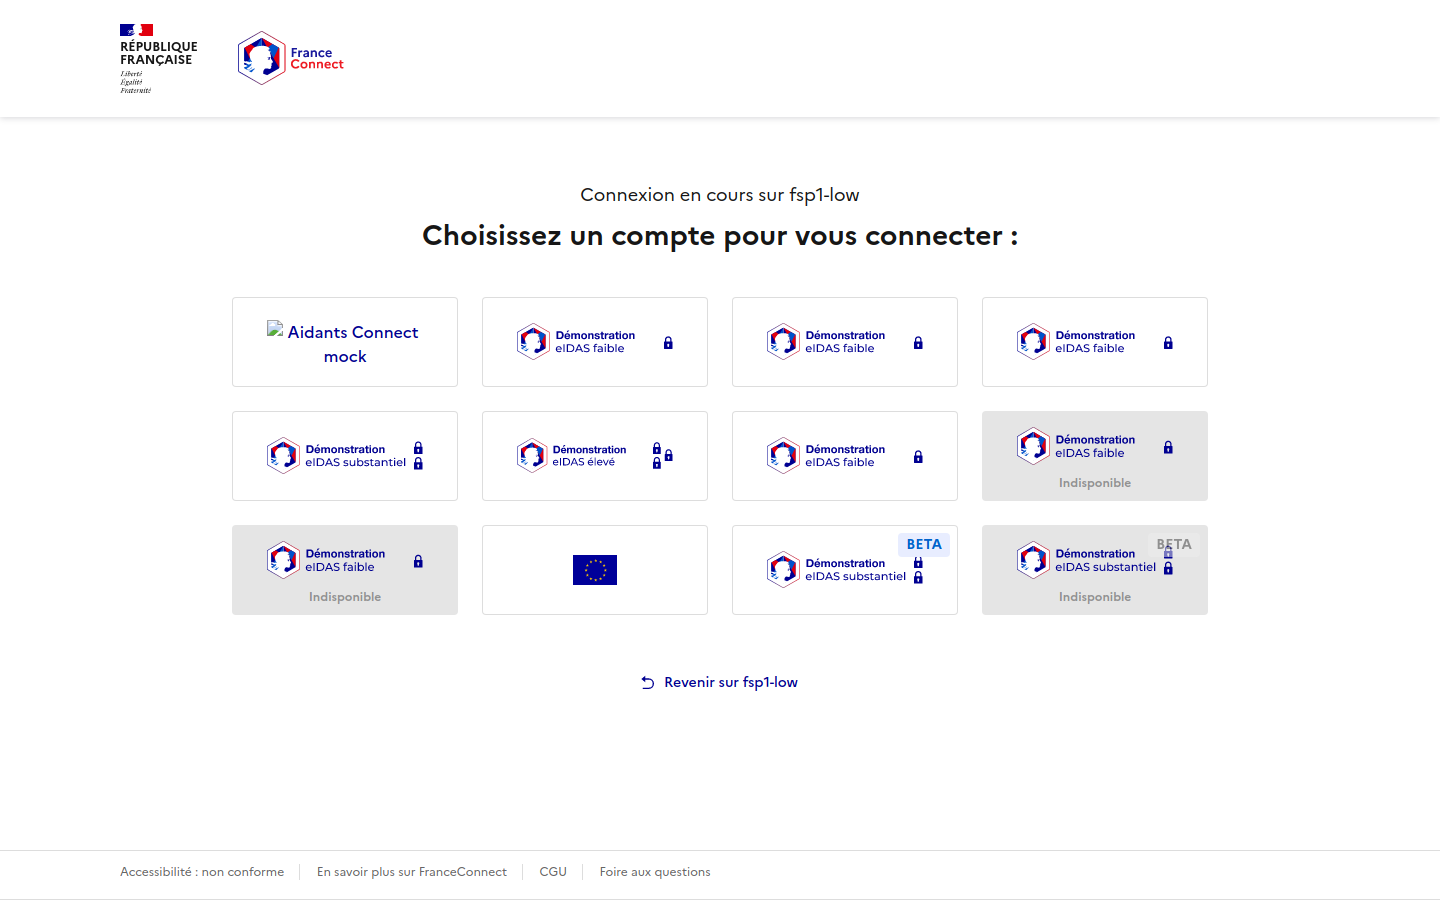 RÉPUBLIQUE
FRANÇAISE
Liberté
Égalité
Fraternité
France
Connect
Connexion en cours sur fsp1-low
Choisissez un compte pour vous connecter :
Aidants Connect
mock
Démonstration
eIDAS faible
Démonstration
eIDAS faible
Démonstration
eIDAS faible
Démonstration
eIDAS substantiel
Démonstration
eIDAS élevé
Démonstration
eIDAS faible
Démonstration
eIDAS faible
Indisponible
Démonstration
eIDAS faible
Indisponible
BETA
Démonstration
eIDAS substantiel
BETA
Démonstration
eIDAS substantiel
Indisponible
Revenir sur fsp1-low
Accessibilité : non conforme
En savoir plus sur FranceConnect
CGU
Foire aux questions